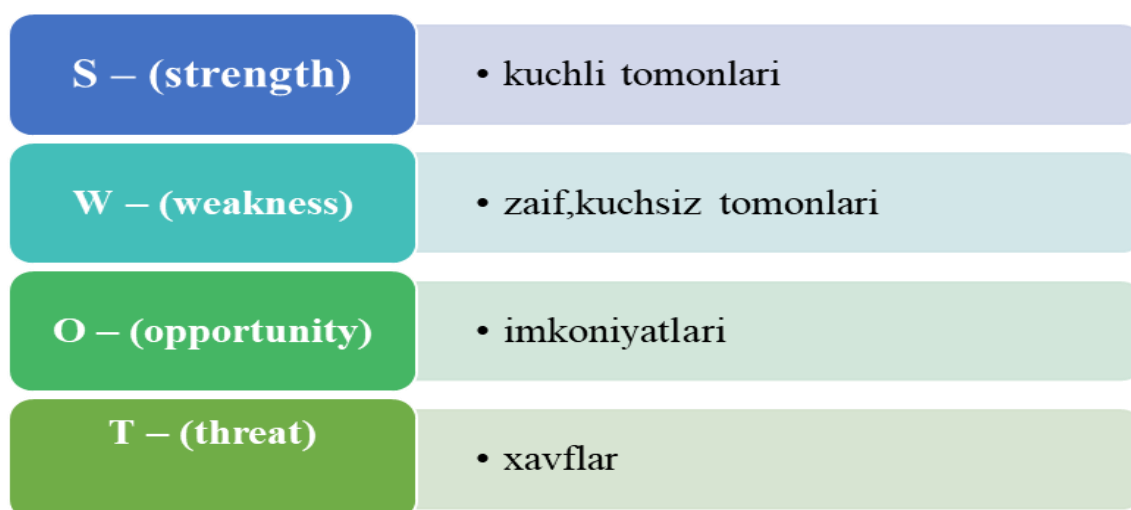 S – (strength)
• kuchli tomonlari
W – (weakness)
• zaif,kuchsiz tomonlari
O – (opportunity)
• imkoniyatlari
T – (threat)
• xavflar